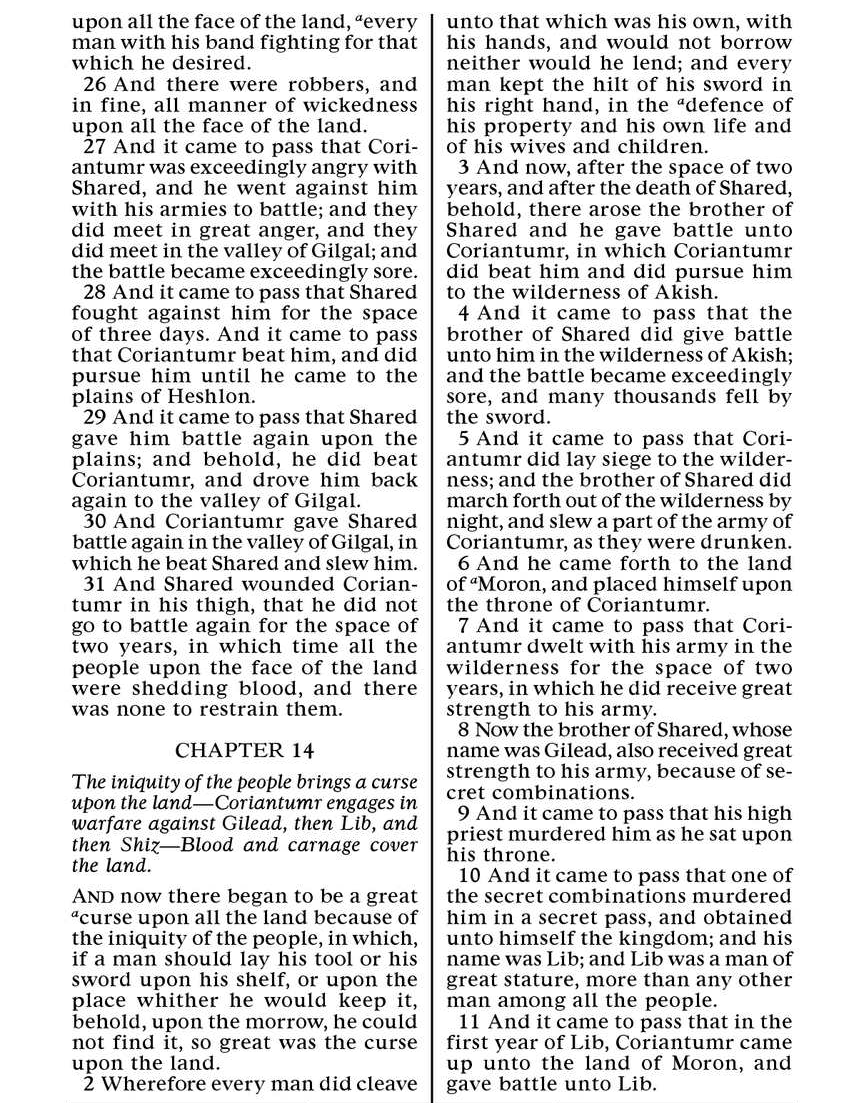 upon all the face of the land, ᵃevery
man with his band fighting for that
which he desired.
26 And there were robbers, and
in fine, all manner of wickedness
upon all the face of the land.
27 And it came to pass that Cori-
antumr was exceedingly angry with
Shared, and he went against him
with his armies to battle; and they
did meet in great anger, and they
did meet in the valley of Gilgal; and
the battle became exceedingly sore.
28 And it came to pass that Shared
fought against him for the space
of three days. And it came to pass
that Coriantumr beat him, and did
pursue him until he came to the
plains of Heshlon.
29 And it came to pass that Shared
gave him battle again upon the
plains; and behold, he did beat
Coriantumr, and drove him back
again to the valley of Gilgal.
30 And Coriantumr gave Shared
battle again in the valley of Gilgal, in
which he beat Shared and slew him.
31 And Shared wounded Corian-
tumr in his thigh, that he did not
go to battle again for the space of
two years, in which time all the
people upon the face of the land
were shedding blood, and there
was none to restrain them.
CHAPTER 14
The iniquity of the people brings a curse
upon the land—Coriantumr engages in
warfare against Gilead, then Lib, and
then Shiz—Blood and carnage cover
the land.
AND now there began to be a great
ᵃcurse upon all the land because of
the iniquity of the people, in which,
if a man should lay his tool or his
sword upon his shelf, or upon the
place whither he would keep it,
behold, upon the morrow, he could
not find it, so great was the curse
upon the land.
2 Wherefore every man did cleave
unto that which was his own, with
his hands, and would not borrow
neither would he lend; and every
man kept the hilt of his sword in
his right hand, in the ᵃdefence of
his property and his own life and
of his wives and children.
3 And now, after the space of two
years, and after the death of Shared,
behold, there arose the brother of
Shared and he gave battle unto
Coriantumr, in which Coriantumr
did beat him and did pursue him
to the wilderness of Akish.
4 And it came to pass that the
brother of Shared did give battle
unto him in the wilderness of Akish;
and the battle became exceedingly
sore, and many thousands fell by
the sword.
5 And it came to pass that Cori-
antumr did lay siege to the wilder-
ness; and the brother of Shared did
march forth out of the wilderness by
night, and slew a part of the army of
Coriantumr, as they were drunken.
6 And he came forth to the land
of ᵃMoron, and placed himself upon
the throne of Coriantumr.
7 And it came to pass that Cori-
antumr dwelt with his army in the
wilderness for the space of two
years, in which he did receive great
strength to his army.
8 Now the brother of Shared, whose
name was Gilead, also received great
strength to his army, because of se-
cret combinations.
9 And it came to pass that his high
priest murdered him as he sat upon
his throne.
10 And it came to pass that one of
the secret combinations murdered
him in a secret pass, and obtained
unto himself the kingdom; and his
name was Lib; and Lib was a man of
great stature, more than any other
man among all the people.
11 And it came to pass that in the
first year of Lib, Coriantumr came
up unto the land of Moron, and
gave battle unto Lib.